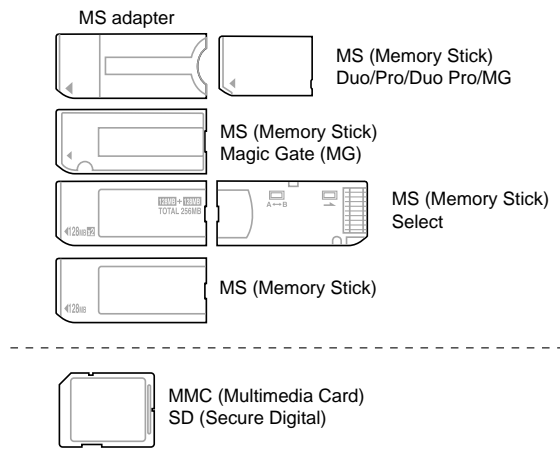 MS adapter
MS (Memory Stick)
Duo/Pro/Duo Pro/MG
MS (Memory Stick)
Magic Gate (MG)
128MB + 128MB
TOTAL 256MB
128MB
A B
MS (Memory Stick)
Select
128MB
MS (Memory Stick)
MMC (Multimedia Card)
SD (Secure Digital)